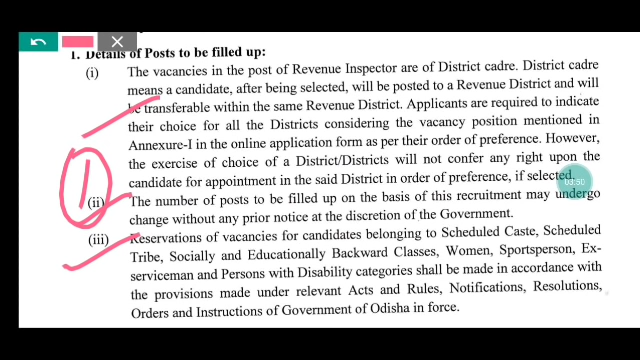 1. Details of Posts to be filled up:
(i) The vacancies in the post of Revenue Inspector are of District cadre. District cadre
means a candidate, after being selected, will be posted to a Revenue District and will
be transferable within the same Revenue District. Applicants are required to indicate
their choice for all the Districts considering the vacancy position mentioned in
Annexure-I in the online application form as per their order of preference. However,
the exercise of choice of a District/Districts will not confer any right upon the
candidate for appointment in the said District in order of preference, if selected.
03:50
(ii) The number of posts to be filled up on the basis of this recruitment may undergo
change without any prior notice at the discretion of the Government.
(iii) Reservations of vacancies for candidates belonging to Scheduled Caste, Scheduled
Tribe, Socially and Educationally Backward Classes, Women, Sportsperson, Ex-
serviceman and Persons with Disability categories shall be made in accordance with
the provisions made under relevant Acts and Rules, Notifications, Resolutions,
Orders and Instructions of Government of Odisha in force.